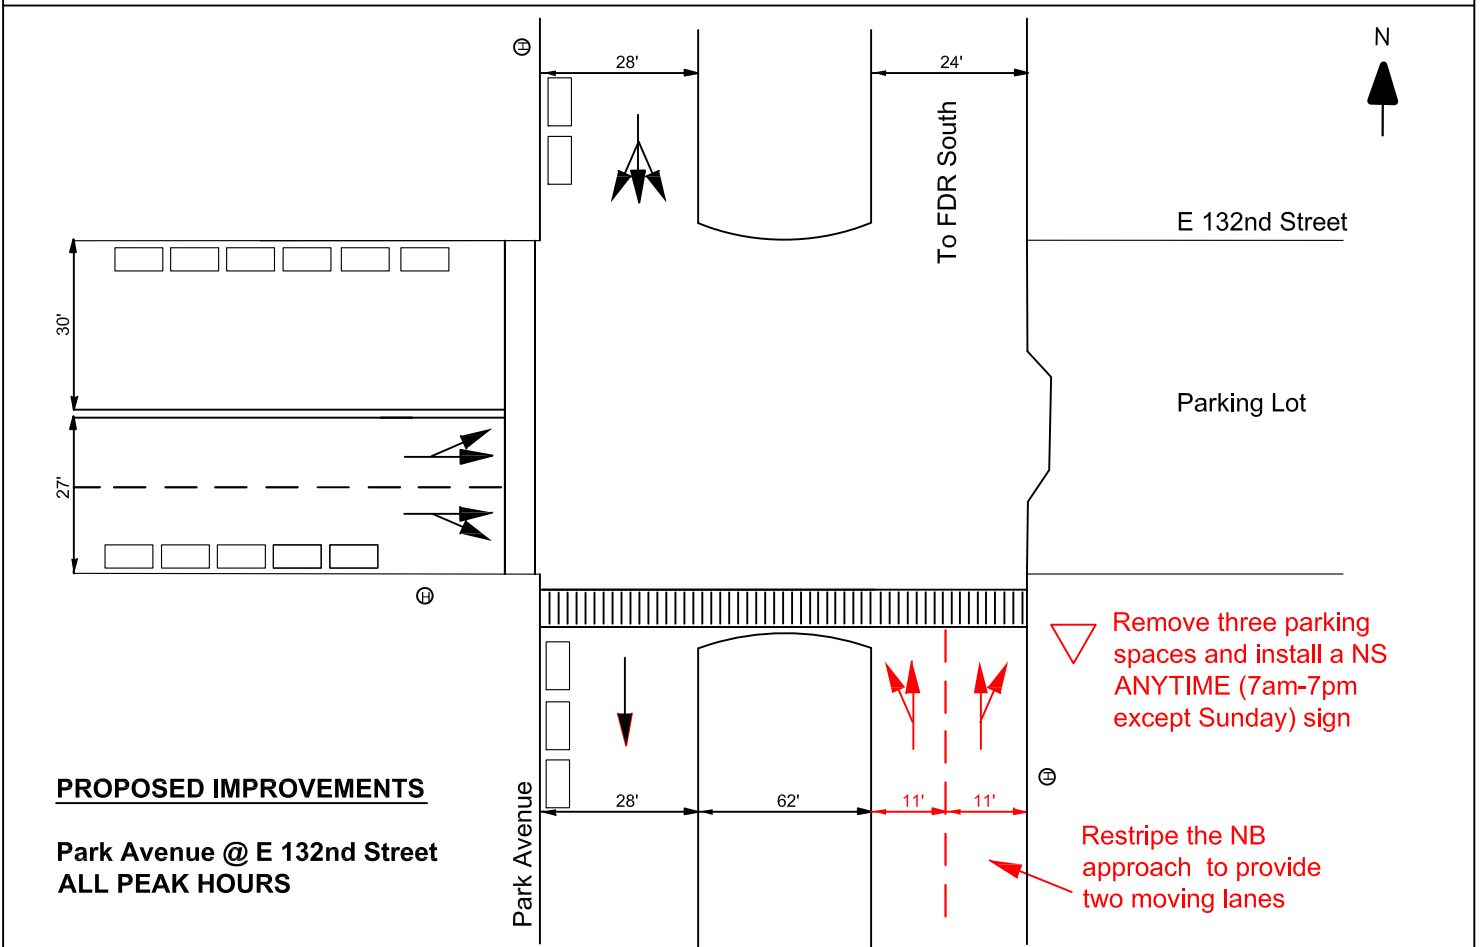 H
28'
24'
N
To FDR South
E 132nd Street
30'
Parking Lot
27'
H
Remove three parking
spaces and install a NS
ANYTIME (7am-7pm
except Sunday) sign
H
PROPOSED IMPROVEMENTS
28'
62'
11'
11'
Park Avenue @ E 132nd Street
ALL PEAK HOURS
Park Avenue
Restripe the NB
approach to provide
two moving lanes